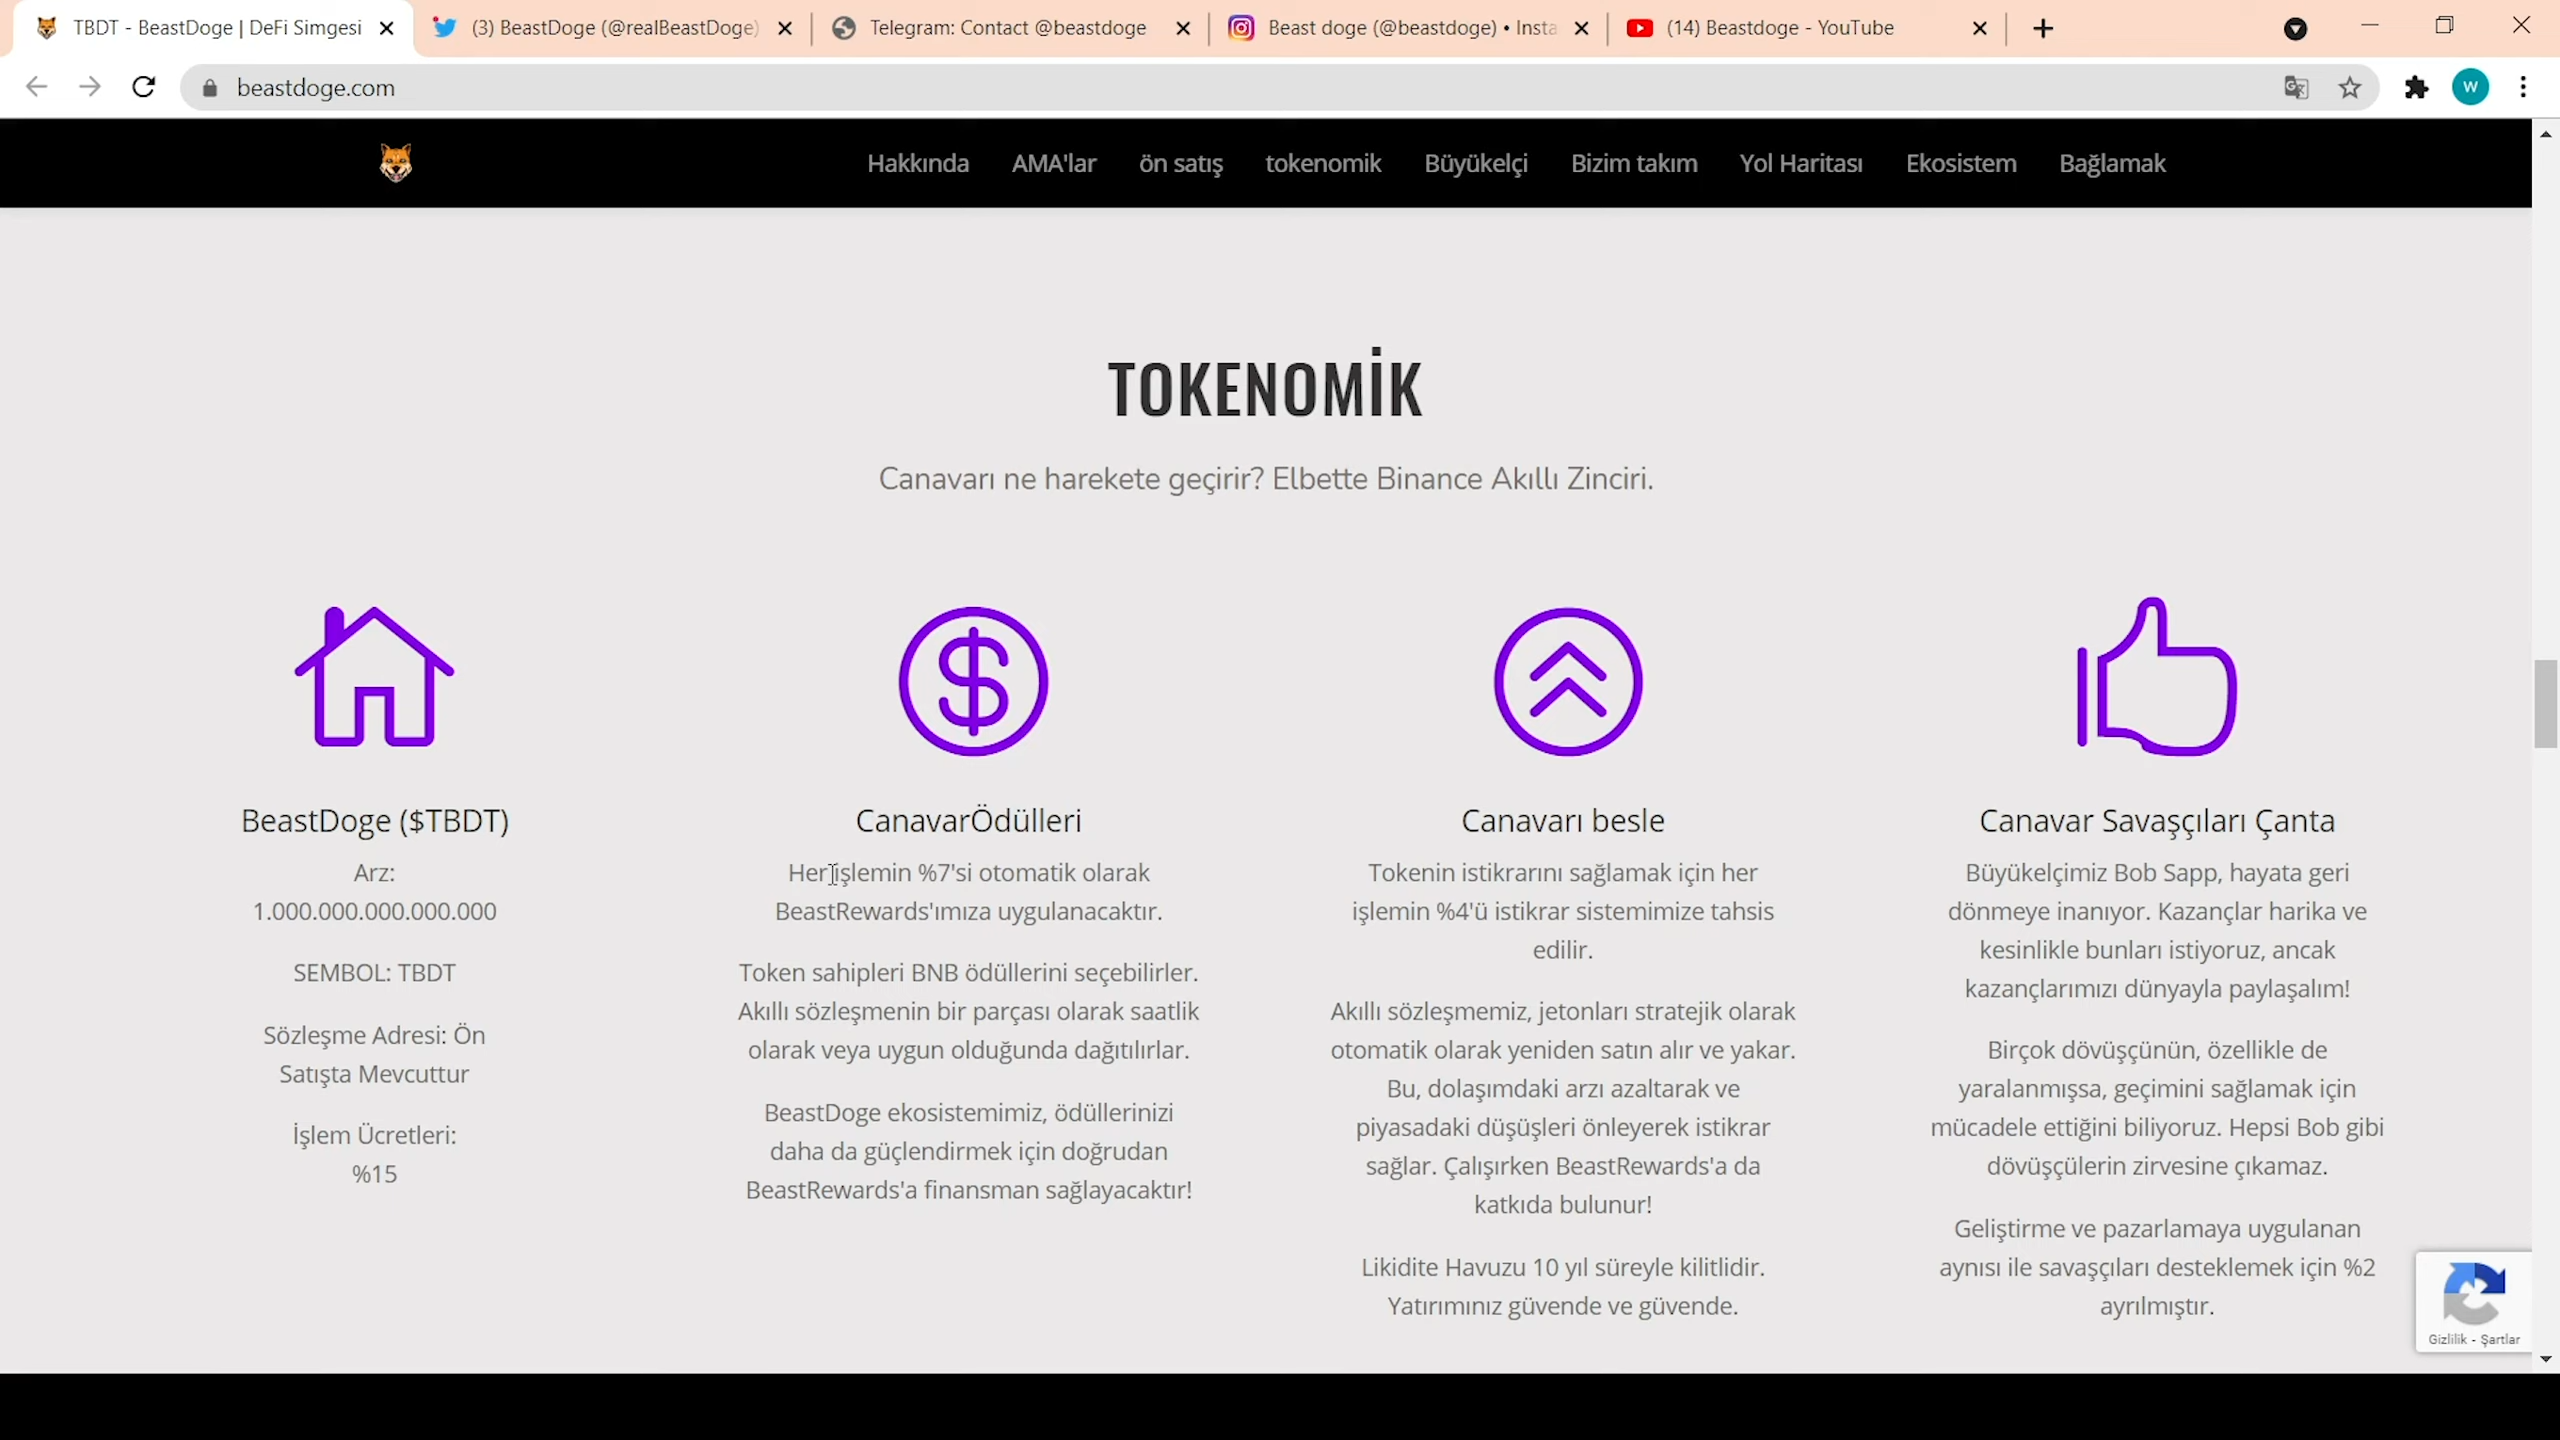 TBDT - BeastDoge | DeFi Simgesi
(3) BeastDoge (@realBeastDoge)
Telegram: Contact @beastdoge
Beast doge (@beastdoge) • Insta
(14) Beastdoge - YouTube
beastdoge.com
W
Hakkında AMA'lar ön satış tokenomik Büyükelçi Bizim takım Yol Haritası Ekosistem Bağlamak
TOKENOMİK
Canavarı ne harekete geçirir? Elbette Binance Akıllı Zinciri.
BeastDoge ($TBDT)
Arz:
1.000.000.000.000.000
SEMBOL: TBDT
Sözleşme Adresi: Ön
Satışta Mevcuttur
İşlem Ücretleri:
%15
CanavarÖdülleri
Her işlemin %7'si otomatik olarak
BeastRewards'ımıza uygulanacaktır.
Token sahipleri BNB ödüllerini seçebilirler.
Akıllı sözleşmenin bir parçası olarak saatlik
olarak veya uygun olduğunda dağıtılırlar.
BeastDoge ekosistemimiz, ödüllerinizi
daha da güçlendirmek için doğrudan
BeastRewards'a finansman sağlayacaktır!
Canavarı besle
Tokenin istikrarını sağlamak için her
işlemin %4'ü istikrar sistemimize tahsis
edilir.
Akıllı sözleşmemiz, jetonları stratejik olarak
otomatik olarak yeniden satın alır ve yakar.
Bu, dolaşımdaki arzı azaltarak ve
piyasadaki düşüşleri önleyerek istikrar
sağlar. Çalışırken BeastRewards'a da
katkıda bulunur!
Likidite Havuzu 10 yıl süreyle kilitlidir.
Yatırımınız güvende ve güvende.
Canavar Savaşçıları Çanta
Büyükelçimiz Bob Sapp, hayata geri
dönmeye inanıyor. Kazançlar harika ve
kesinlikle bunları istiyoruz, ancak
kazançlarımızı dünyayla paylaşalım!
Birçok dövüşçünün, özellikle de
yaralanmışsa, geçimini sağlamak için
mücadele ettiğini biliyoruz. Hepsi Bob gibi
dövüşçülerin zirvesine çıkamaz.
Geliştirme ve pazarlamaya uygulanan
aynısı ile savaşçıları desteklemek için %2
ayrılmıştır.
Gizlilik - Şartlar